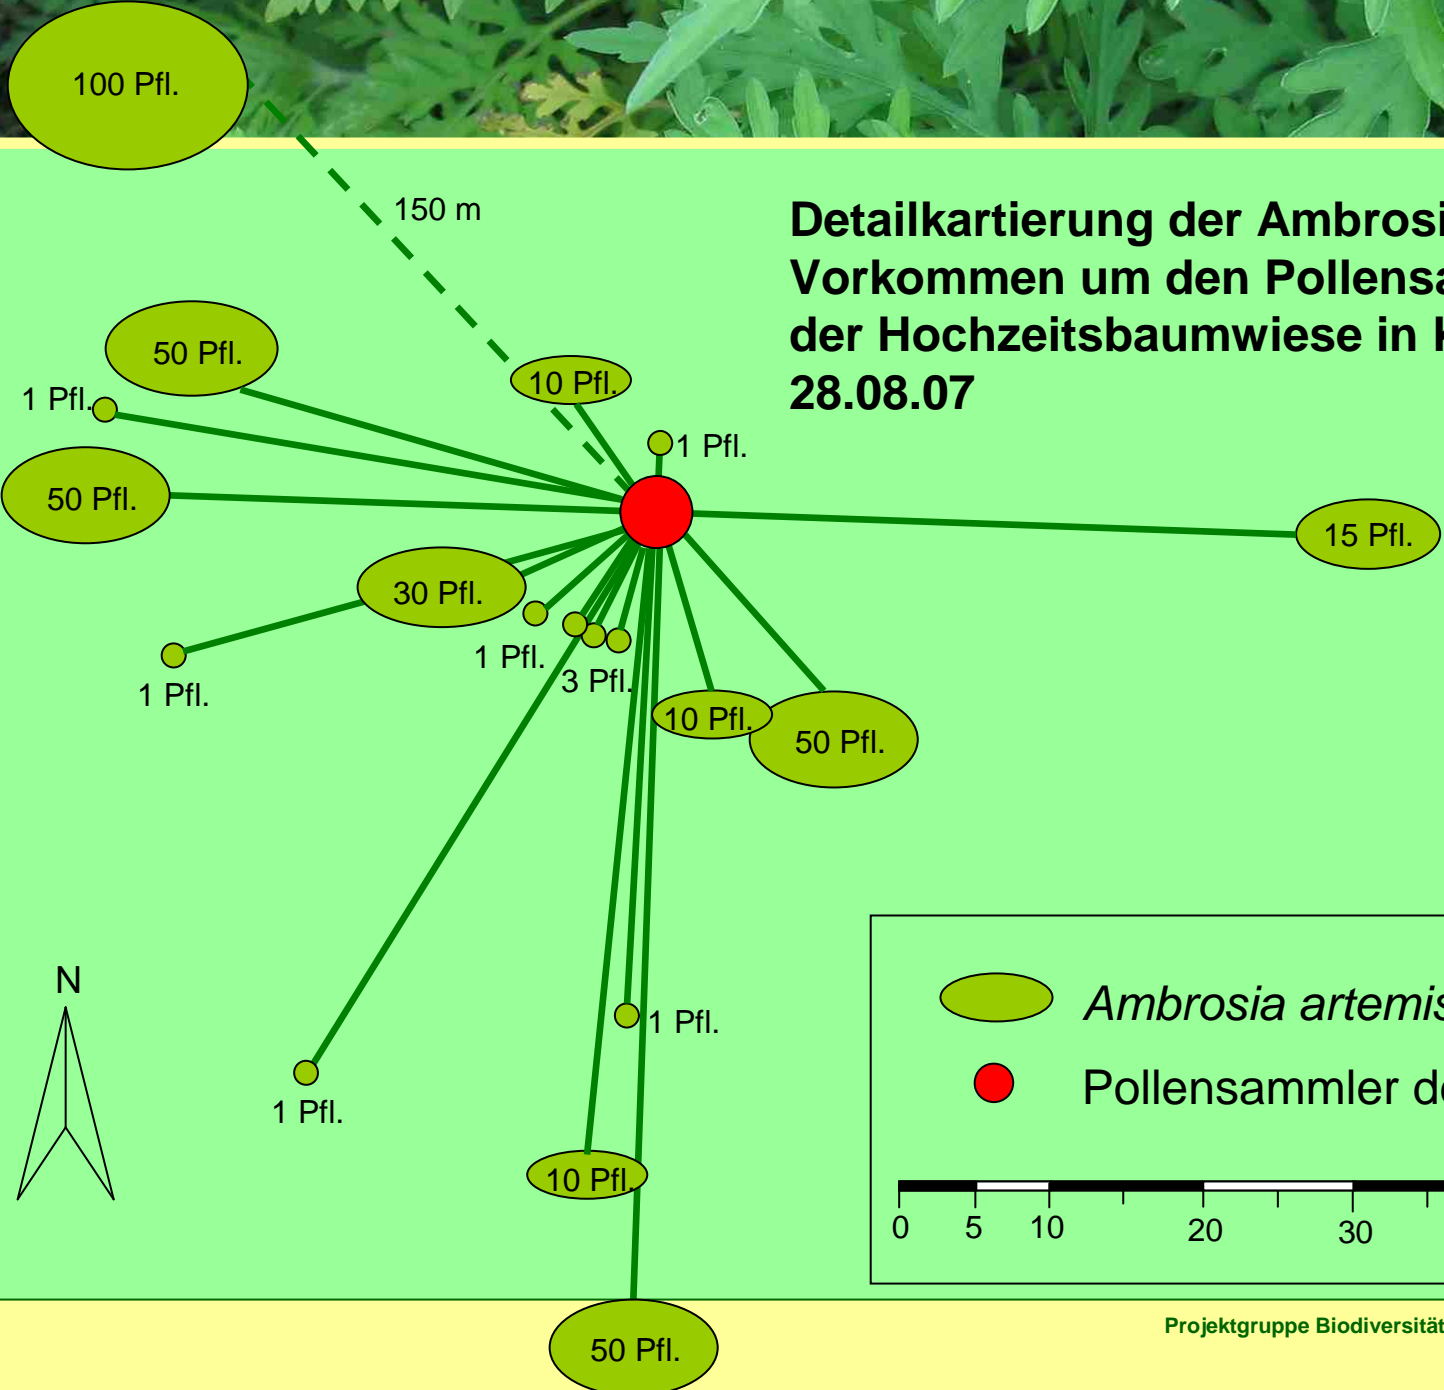 100 Pfl.
150 m
Detailkartierung der Ambrosi
Vorkommen um den Pollensa
der Hochzeitsbaumwiese in
28.08.07
50 Pfl.
10 Pfl.
1 Pfl.
1 Pfl.
50 Pfl.
15 Pfl.
30 Pfl.
1 Pfl.
3 Pfl.
1 Pfl.
10 Pfl.
50 Pfl.
N
1 Pfl.
1 Pfl.
10 Pfl.
50 Pfl.
Ambrosia artemis
Pollensammler de
0 5 10 20 30
Projektgruppe Biodiversität